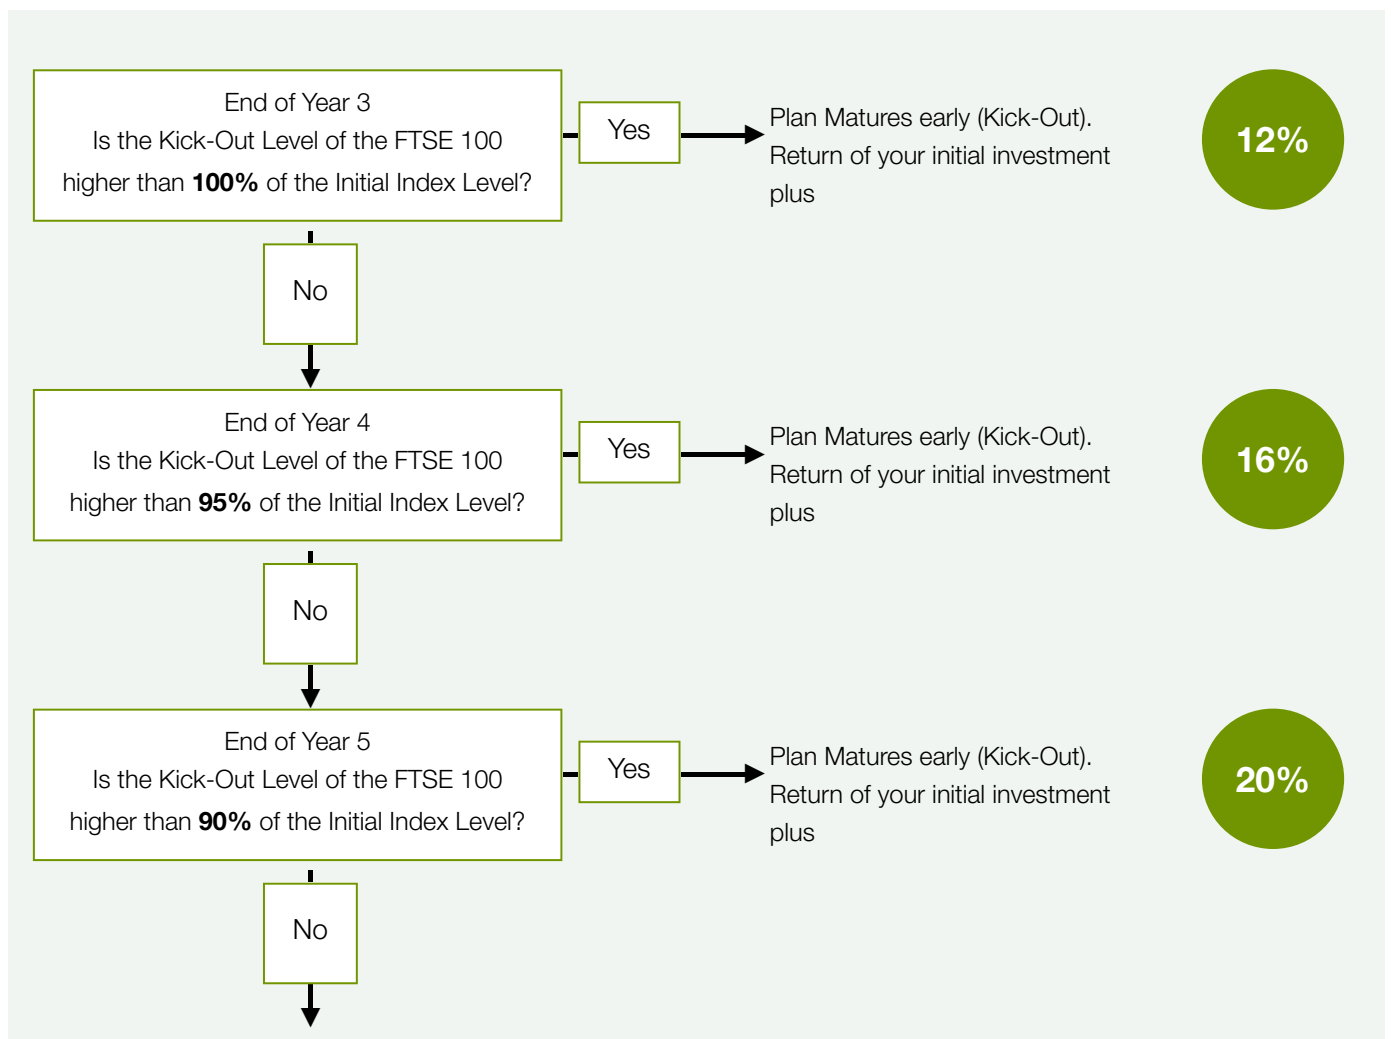 End of Year 3
Is the Kick-Out Level of the FTSE 100
higher than 100% of the Initial Index Level?
Yes
Plan Matures early (Kick-Out).
Return of your initial investment
plus
12%
No
End of Year 4
Is the Kick-Out Level of the FTSE 100
higher than 95% of the Initial Index Level?
Yes
Plan Matures early (Kick-Out).
Return of your initial investment
plus
16%
No
End of Year 5
Is the Kick-Out Level of the FTSE 100
higher than 90% of the Initial Index Level?
Yes
Plan Matures early (Kick-Out).
Return of your initial investment
plus
20%
No